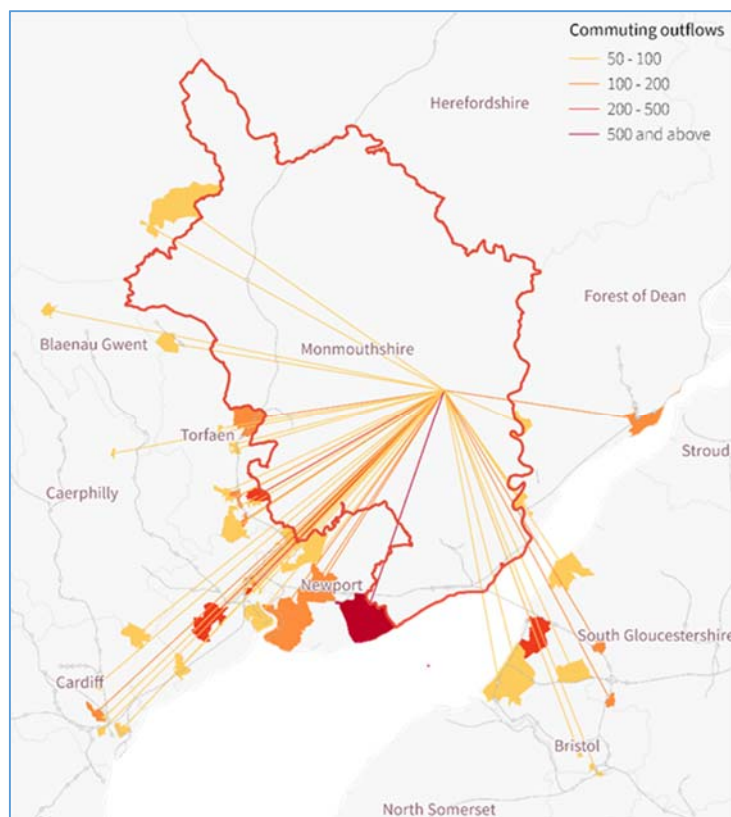 Commuting outflows
50 - 100
100 - 200
200 - 500
500 and above
Herefordshire
Forest of Dean
Blaenau Gwent
Monmouthshire
Torfaen
Stroud
Caerphilly
Newport
South Gloucestershire
Cardiff
Bristol
North Somerset